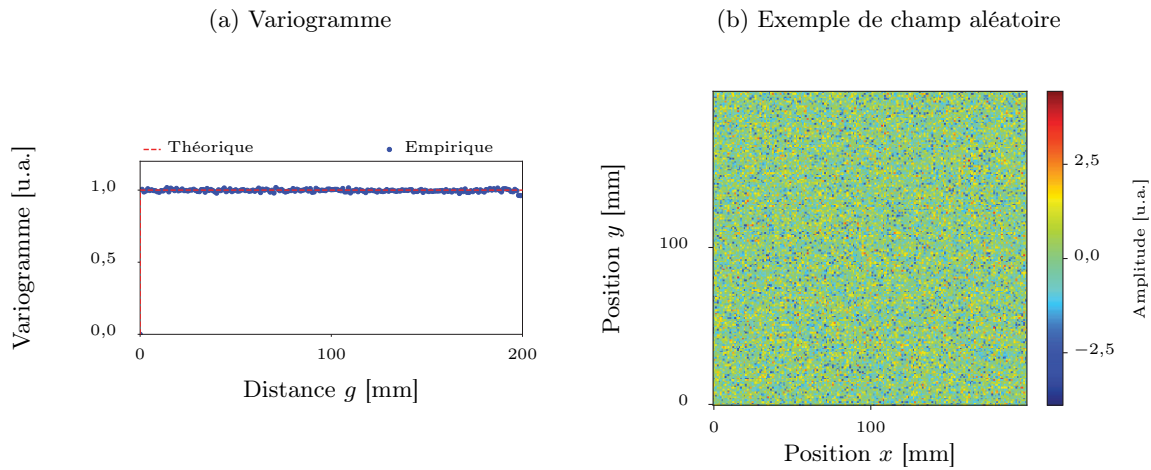 (a) Variogramme
Théorique
Empirique
Variogramme [u.a.]
1,0
0,5
0,0
0
100
200
Distance g [mm]
(b) Exemple de champ aléatoire
Position y [mm]
100
0
0
100
Position x [mm]
2,5
0,0
−2,5
Amplitude [u.a.]